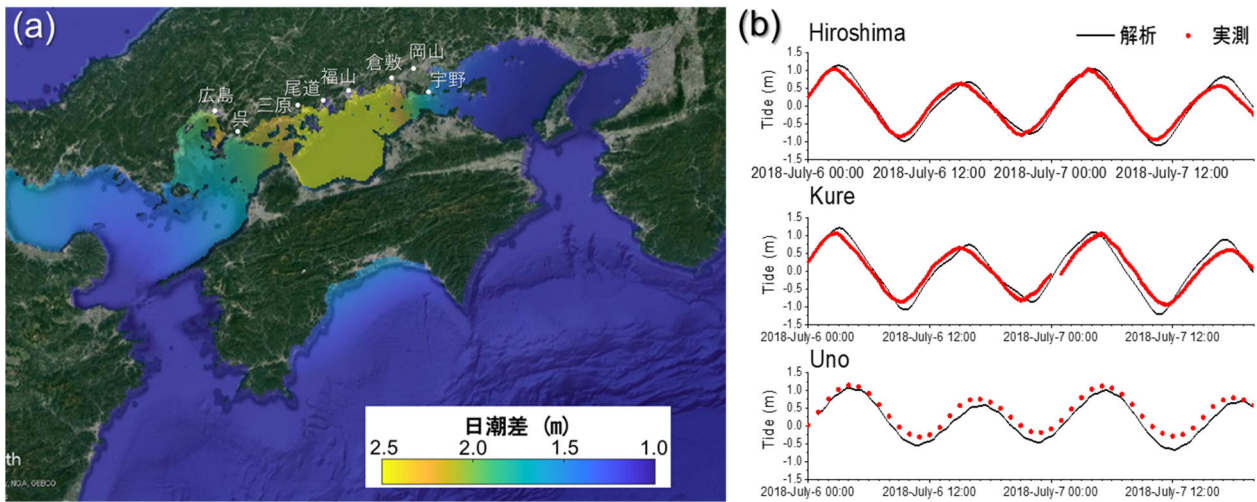 (a)
岡山
倉敷
福山
宇野
尾道
三原
広島
呉
日潮差 (m)
2.5 2.0 1.5 1.0
th
, NGA, GEBCO
(b)
Hiroshima
解析 実測
1.5
1.0
0.5
0.0
-0.5
-1.0
-1.5
Tide (m)
2018-July-6 00:00 2018-July-6 12:00 2018-July-7 00:00 2018-July-7 12:00
Kure
1.5
1.0
0.5
0.0
-0.5
-1.0
-1.5
Tide (m)
2018-July-6 00:00 2018-July-6 12:00 2018-July-7 00:00 2018-July-7 12:00
Uno
1.5
1.0
0.5
0.0
-0.5
-1.0
-1.5
Tide (m)
2018-July-6 00:00 2018-July-6 12:00 2018-July-7 00:00 2018-July-7 12:00